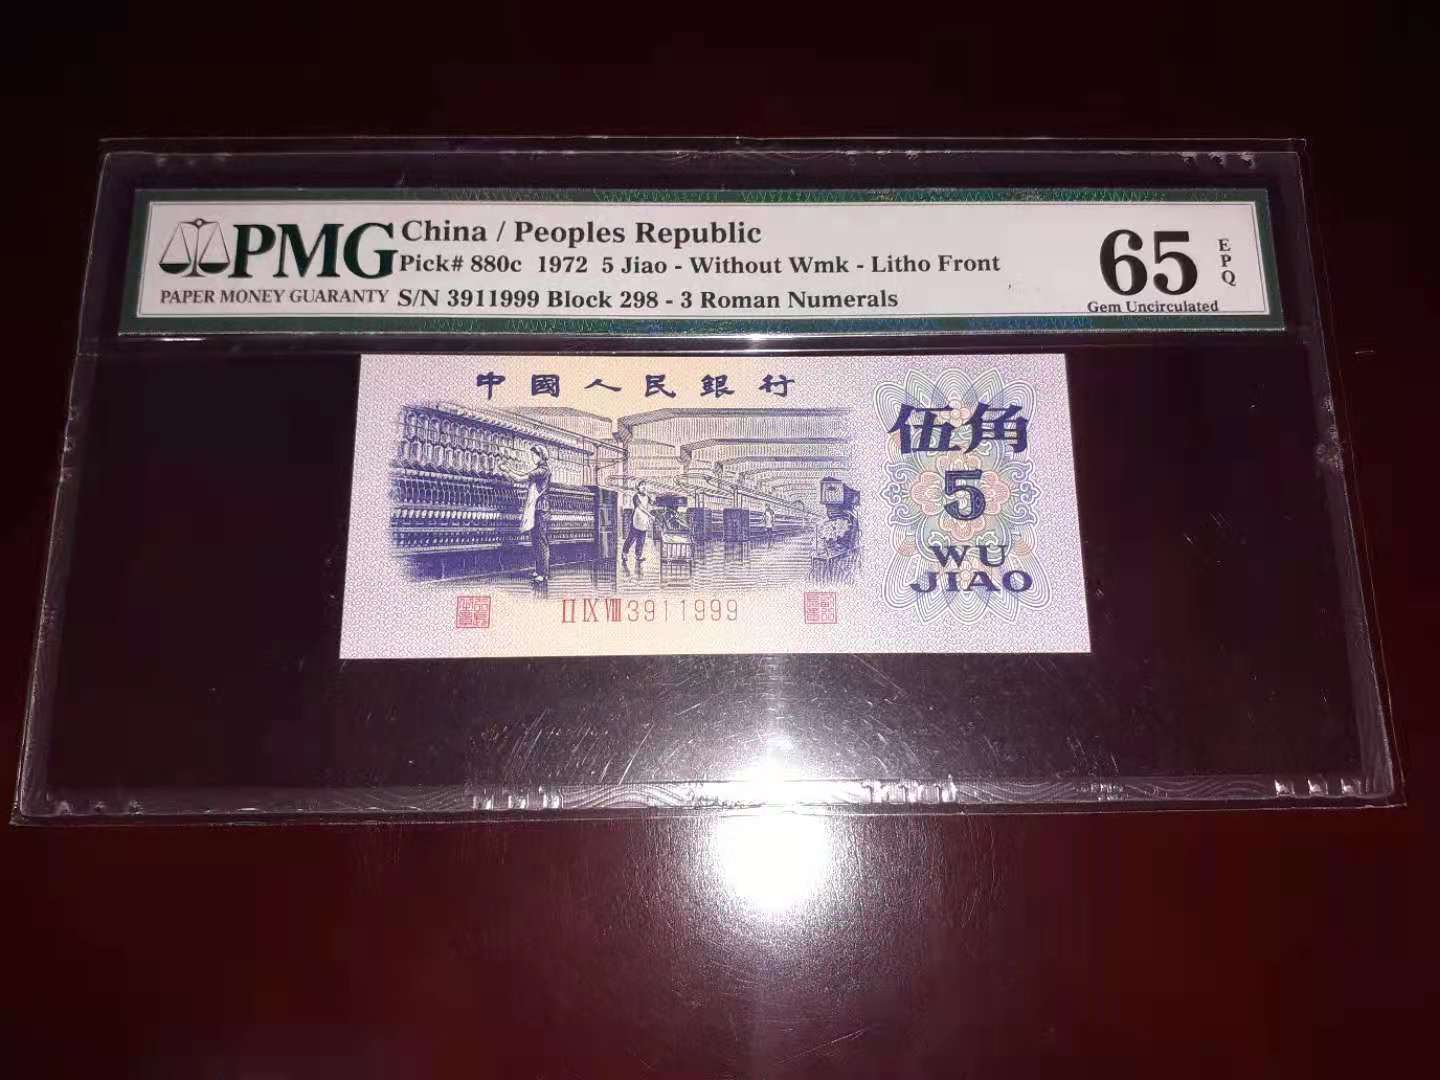 PMG
PAPER MONEY GUARANTY
China / Peoples Republic
Pick# 880c 1972 5 Jiao - Without Wmk - Litho Front
S/N 3911999 Block 298 - 3 Roman Numerals
65
EPQ
Gem Uncirculated
中國人民銀行
伍角
5
WU
JIAO
II IX VIII 3911999